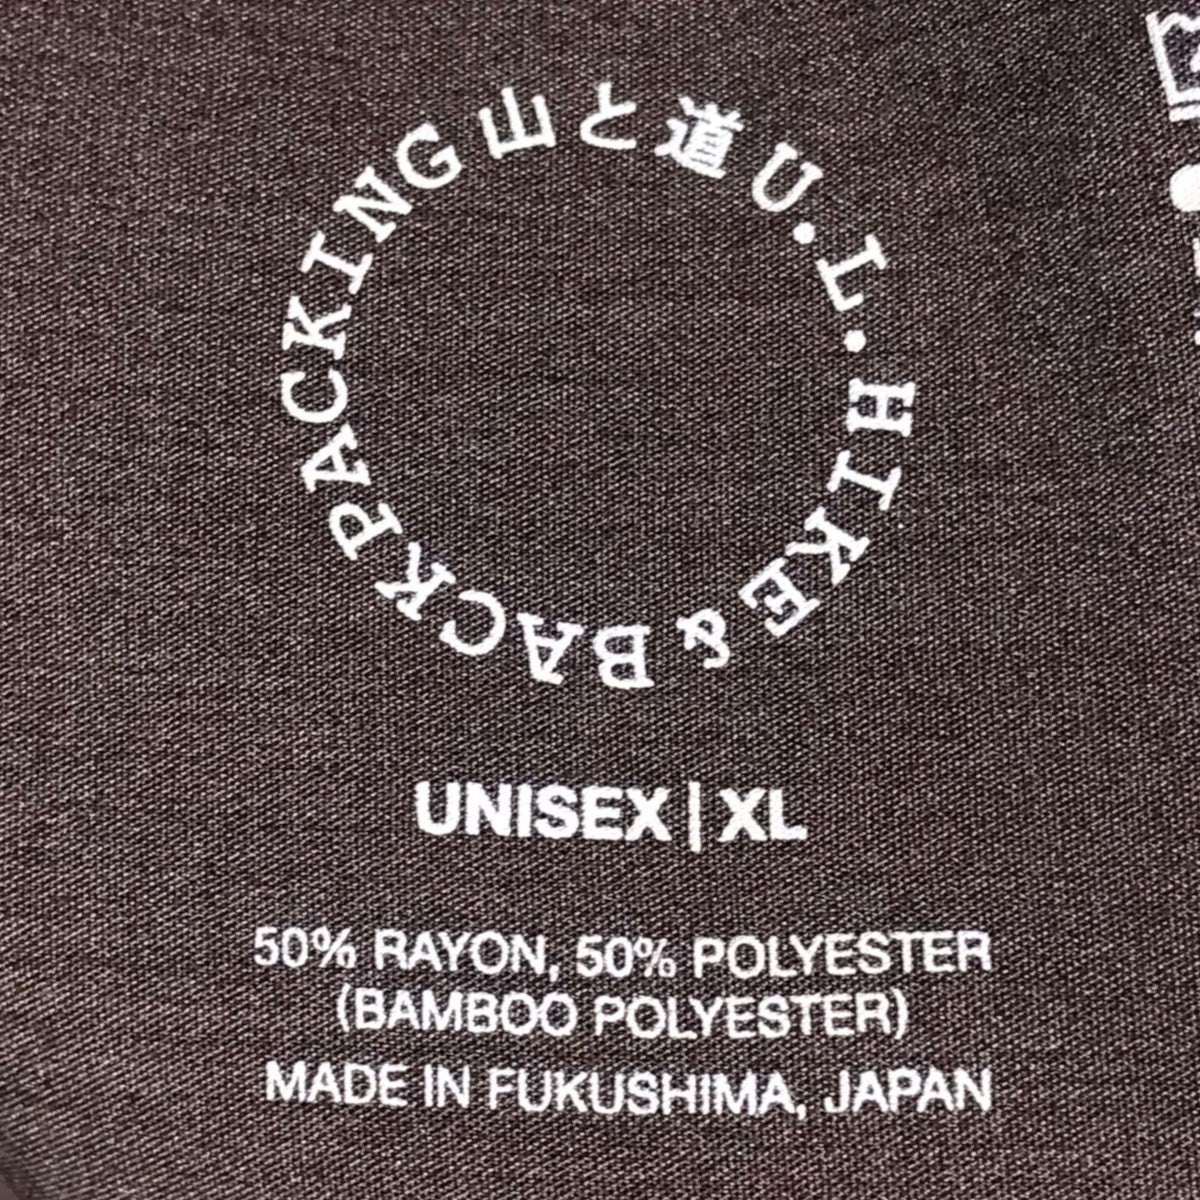 山と道 U.L. HIKE & BACKPACKING
UNISEX | XL
50% RAYON, 50% POLYESTER
(BAMBOO POLYESTER)
MADE IN FUKUSHIMA, JAPAN